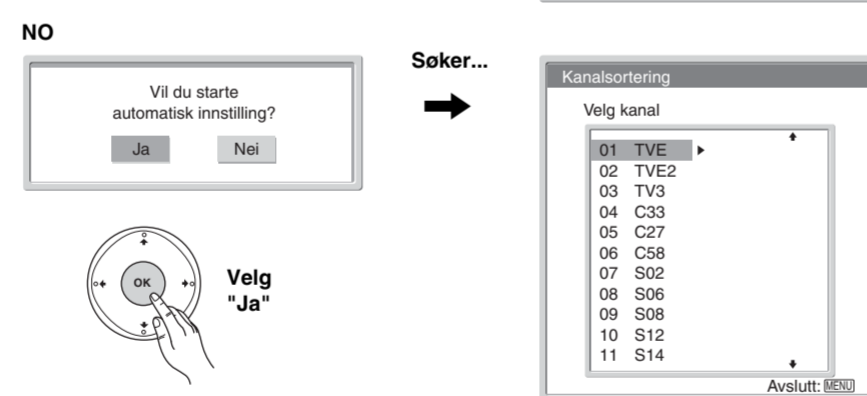 NO
Vil du starte
automatisk innstilling?
Ja Nei
OK
Velg
"Ja"
Søker...
Kanalsortering
Velg kanal
01 TVE
02 TVE2
03 TV3
04 C33
05 C27
06 C58
07 S02
08 S06
09 S08
10 S12
11 S14
Avslutt: MENU